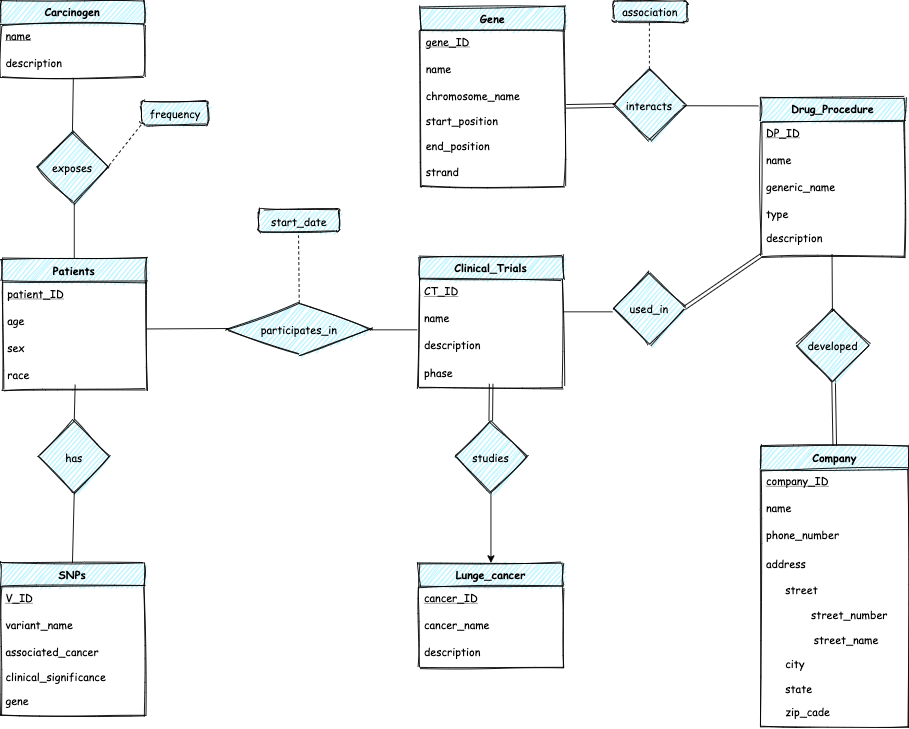 Carcinogen
name
description
frequency
exposes
Patients
patient_ID
age
sex
race
has
SNPs
V_ID
variant_name
associated_cancer
clinical_significance
gene
start_date
participates_in
Gene
gene_ID
name
chromosome_name
start_position
end_position
strand
association
interacts
Drug_Procedure
DP_ID
name
generic_name
type
description
Clinical_Trials
CT_ID
name
description
phase
used_in
developed
studies
Lunge_cancer
cancer_ID
cancer_name
description
Company
company_ID
name
phone_number
address
street
street_number
street_name
city
state
zip_cade